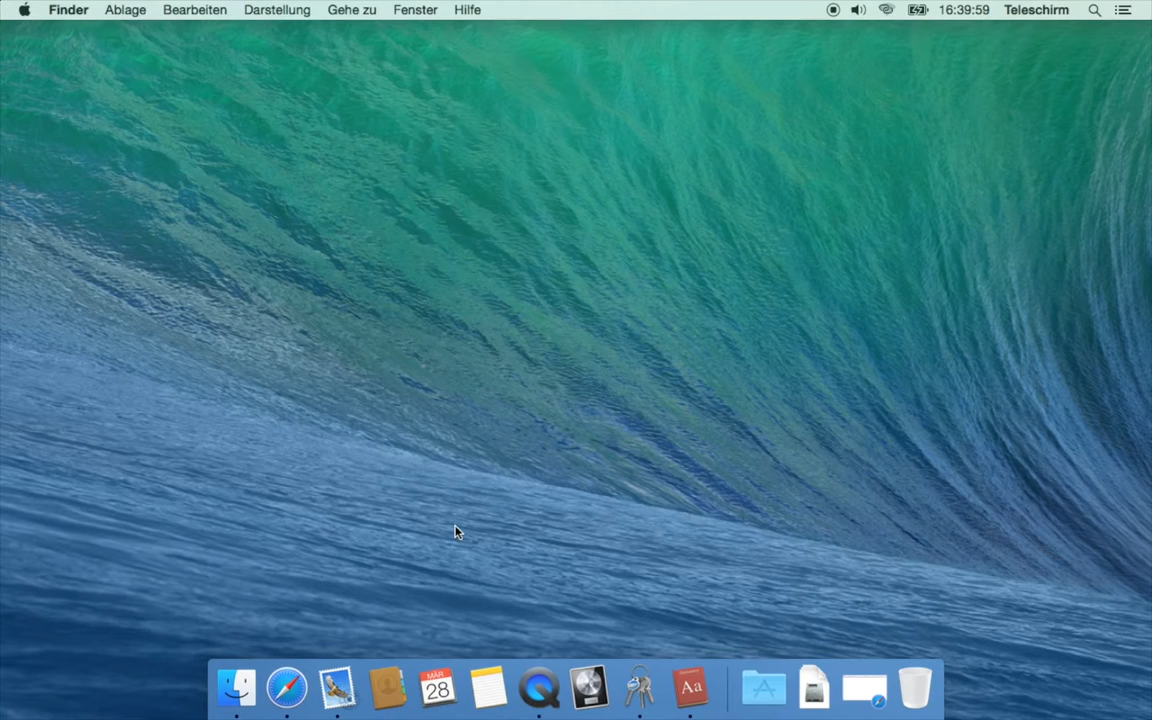 Finder Ablage Bearbeiten Darstellung Gehe zu Fenster Hilfe 16:39:59 Teleschirm
MÄR
28
Aa